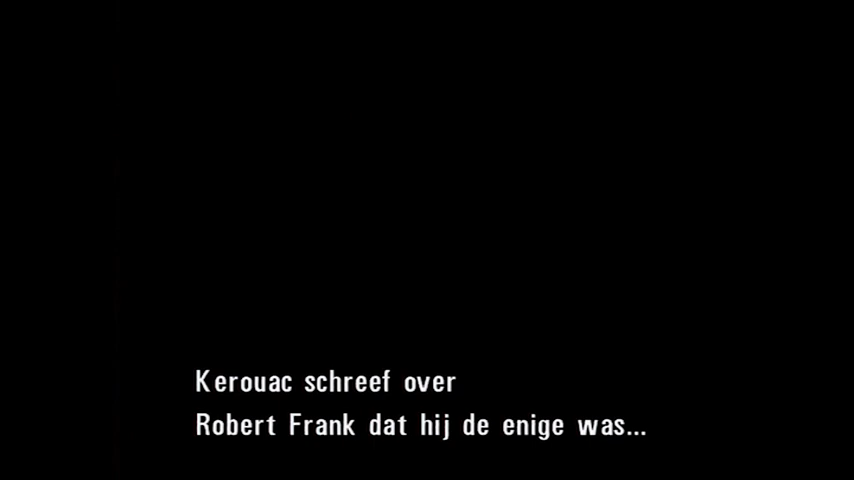 Kerouac schreef over
Robert Frank dat hij de enige was...